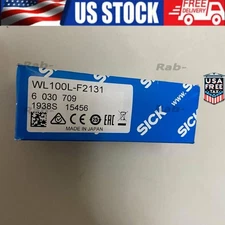 US STOCK
FREE
DELIVERY
Rab-
Rab-
WL100L-F2131
6 030 709
1938S 15456
MADE IN JAPAN
SICK
SICK
USA
FREE